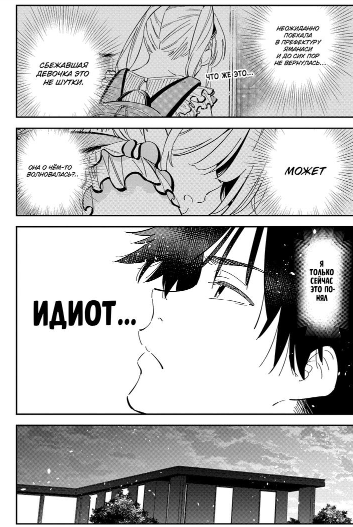 НЕОЖИДАННО
ПОЕХАЛА
В ПРЕФЕКТУРУ
ЯМАНАСИ
И ДО СИХ ПОР
НЕ ВЕРНУЛАСЬ...
ЧТО ЖЕ ЭТО...
СБЕЖАВШАЯ
ДЕВОЧКА ЭТО
НЕ ШУТКИ.
МОЖЕТ
ОНА О ЧЁМ-ТО
ВОЛНОВАЛАСЬ?..
Я
ТОЛЬКО
СЕЙЧАС
ЭТО ПО-
НЯЛ
ИДИОТ...